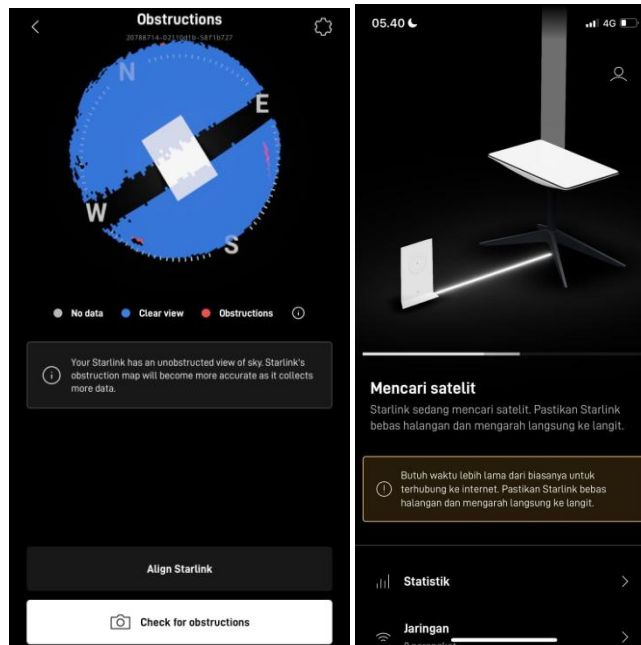 Obstructions
N
E
W
S
No data
Clear view
Obstructions
Your Starlink has an unobstructed view of sky. Starlink's
obstruction map will become more accurate as it collects
more data.
Align Starlink
Check for obstructions
05.40
4G
Mencari satelit
Starlink sedang mencari satelit. Pastikan Starlink
bebas halangan dan mengarah langsung ke langit.
Butuh waktu lebih lama dari biasanya untuk
terhubung ke internet. Pastikan Starlink bebas
halangan dan mengarah langsung ke langit.
Statistik
Jaringan